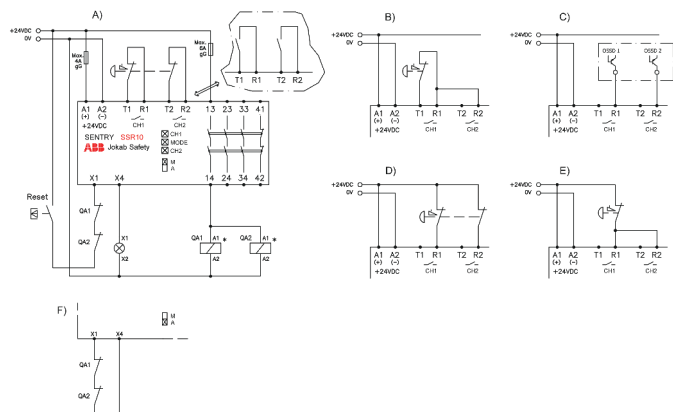 A)
+24VDC
0V
Max.
4A
gG
Max.
6A
gG
T1 R1 T2 R2
A1 A2 T1 R1 T2 R2 13 23 33 41
(+) (–) CH1 CH2
+24VDC
SENTRY SSR10
ABB Jokab Safety
CH1
MODE
CH2
M
A
X1 X4 14 24 34 42
Reset
QA1
QA2
X1
X2
QA1 A1 *
A2
QA2 A1 *
A2
B)
+24VDC
0V
A1 A2 T1 R1 T2 R2
(+) (–) CH1 CH2
+24VDC
C)
+24VDC
0V
OSSD 1 OSSD 2
A1 A2 T1 R1 T2 R2
(+) (–) CH1 CH2
+24VDC
D)
+24VDC
0V
A1 A2 T1 R1 T2 R2
(+) (–) CH1 CH2
+24VDC
E)
+24VDC
0V
A1 A2 T1 R1 T2 R2
(+) (–) CH1 CH2
+24VDC
F)
M
A
X1 X4
QA1
QA2